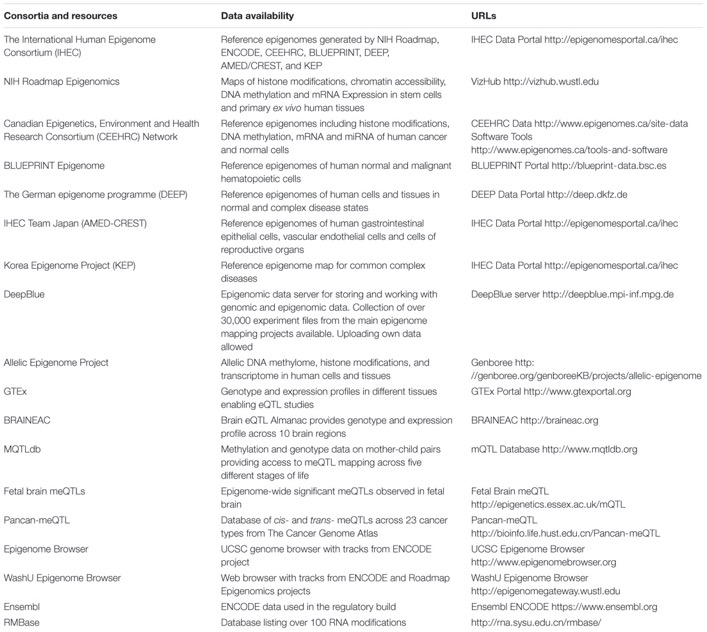 Consortia and resources Data availability URLs
The International Human Epigenome Reference epigenomes generated by NIH Roadmap, IHEC Data Portal http://epigenomesportal.ca/ihec
Consortium (IHEC) ENCODE, CEEHRC, BLUEPRINT, DEEP,
AMED/CREST, and KEP
NIH Roadmap Epigenomics Maps of histone modifications, chromatin accessibility, VizHub http://vizhub.wustl.edu
DNA methylation and mRNA Expression in stem cells
and primary ex vivo human tissues
Canadian Epigenetics, Environment and Health Reference epigenomes including histone modifications, CEEHRC Data http://www.epigenomes.ca/site-data
Research Consortium (CEEHRC) Network DNA methylation, mRNA and miRNA of human cancer Software Tools
and normal cells http://www.epigenomes.ca/tools-and-software
BLUEPRINT Epigenome Reference epigenomes of human normal and malignant BLUEPRINT Portal http://blueprint-data.bsc.es
hematopoietic cells
The German epigenome programme (DEEP) Reference epigenomes of human cells and tissues in DEEP Data Portal http://deep.dkfz.de
normal and complex disease states
IHEC Team Japan (AMED-CREST) Reference epigenomes of human gastrointestinal IHEC Data Portal http://epigenomesportal.ca/ihec
epithelial cells, vascular endothelial cells and cells of
reproductive organs
Korea Epigenome Project (KEP) Reference epigenome map for common complex IHEC Data Portal http://epigenomesportal.ca/ihec
diseases
DeepBlue Epigenomic data server for storing and working with DeepBlue server http://deepblue.mpi-inf.mpg.de
genomic and epigenomic data. Collection of over
30,000 experiment files from the main epigenome
mapping projects available. Uploading own data
allowed
Allelic Epigenome Project Allelic DNA methylome, histone modifications, and Genboree http:
transcriptome in human cells and tissues //genboree.org/genboreeKB/projects/allelic-epigenome
GTEx Genotype and expression profiles in different tissues GTEx Portal http://www.gtexportal.org
enabling eQTL studies
BRAINEAC Brain eQTL Almanac provides genotype and expression BRAINEAC http://braineac.org
profile across 10 brain regions
MQTLdb Methylation and genotype data on mother-child pairs mQTL Database http://www.mqtldb.org
providing access to meQTL mapping across five
different stages of life
Fetal brain meQTLs Epigenome-wide significant meQTLs observed in fetal Fetal Brain meQTL
brain http://epigenetics.essex.ac.uk/mQTL
Pancan-meQTL Database of cis- and trans- meQTLs across 23 cancer Pancan-meQTL
types from The Cancer Genome Atlas http://bioinfo.life.hust.edu.cn/Pancan-meQTL
Epigenome Browser UCSC genome browser with tracks from ENCODE UCSC Epigenome Browser
project http://www.epigenomebrowser.org
WashU Epigenome Browser Web browser with tracks from ENCODE and Roadmap WashU Epigenome Browser
Epigenomics projects http://epigenomegateway.wustl.edu
Ensembl ENCODE data used in the regulatory build Ensembl ENCODE https://www.ensembl.org
RMBase Database listing over 100 RNA modifications http://rna.sysu.edu.cn/rmbase/